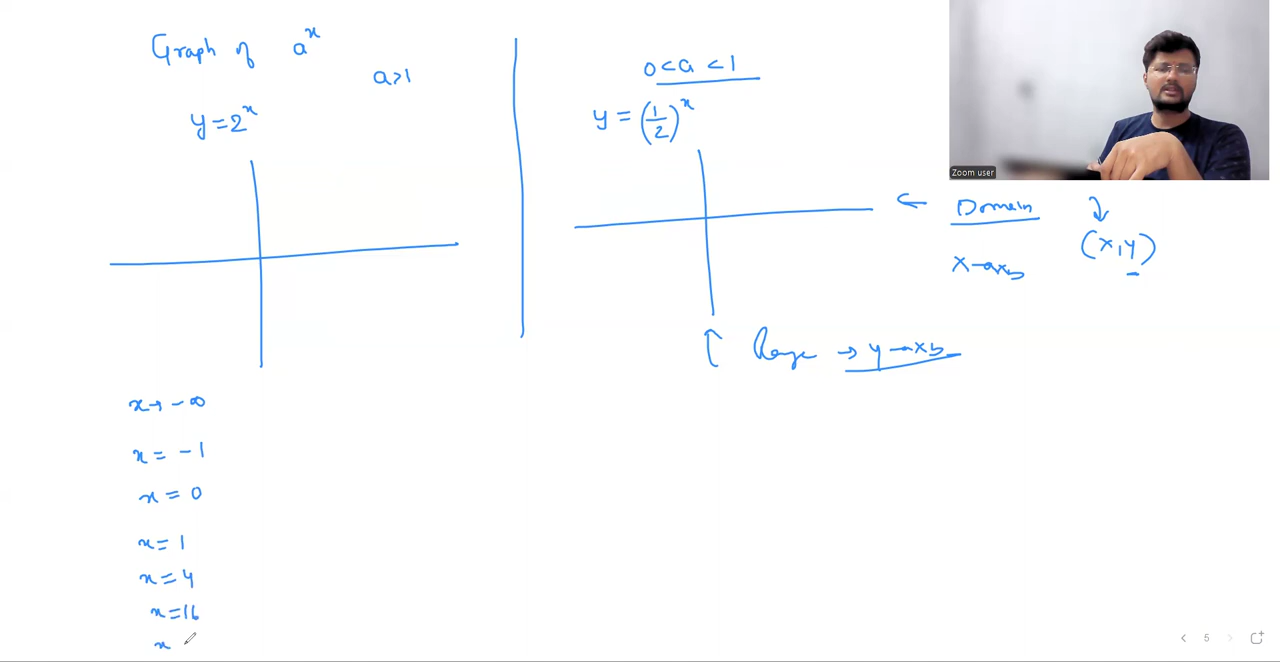 Graph of a^x
a>1
y=2^x
0<a<1
y=(1/2)^x
Zoom user
← Domain
x-axis
↓
(x,y)
↑ Range → y-axis
x→ -∞
x= -1
x = 0
x= 1
x= 4
x=16
x
< 5 >